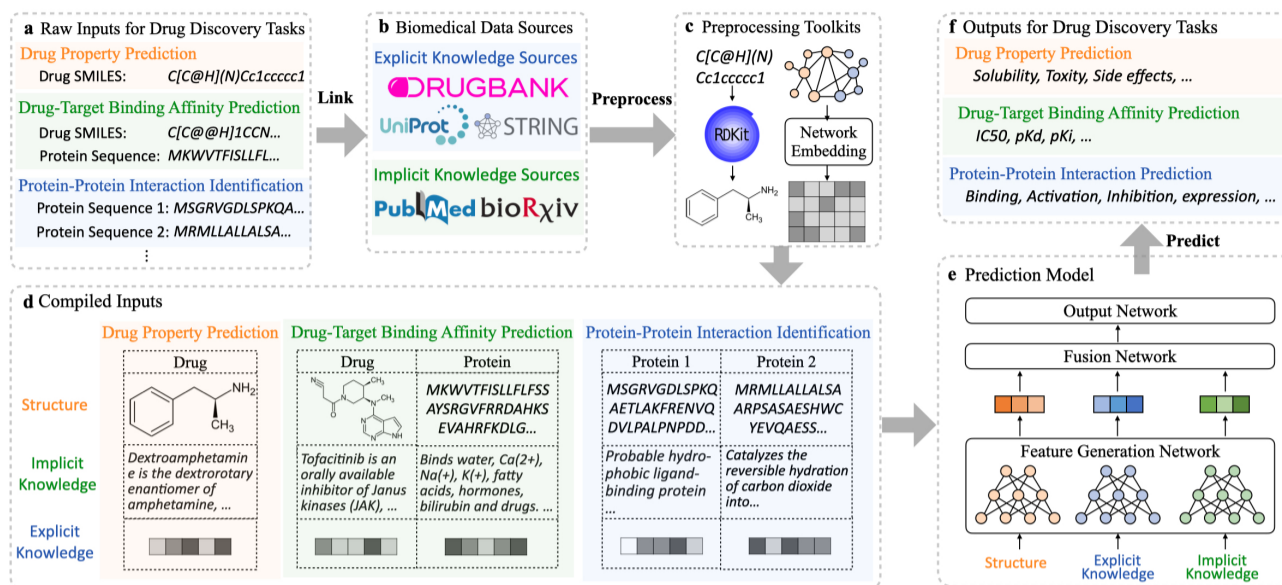 a Raw Inputs for Drug Discovery Tasks
Drug Property Prediction
Drug SMILES: C[C@H](N)Cc1ccccc1
Drug-Target Binding Affinity Prediction
Drug SMILES: C[C@@H]1CCN...
Protein Sequence: MKWVTFISLLFL...
Protein-Protein Interaction Identification
Protein Sequence 1: MSGRVGDLSPKQA...
Protein Sequence 2: MRMLLALLALSA...
⋮
Link
b Biomedical Data Sources
Explicit Knowledge Sources
DRUGBANK
UniProt STRING
Implicit Knowledge Sources
PubMed bioRxiv
Preprocess
c Preprocessing Toolkits
C[C@H](N)
Cc1ccccc1
RDKit
Network
Embedding
NH₂
CH₃
d Compiled Inputs
Drug Property Prediction
Drug-Target Binding Affinity Prediction
Protein-Protein Interaction Identification
Drug
Drug
Protein
Protein 1
Protein 2
Structure
NH₂
CH₃
N
CH₃
N
O
N
CH₃
N
N
NH
MKWVTFISLLFLFSS
AYSRGVFRRDAHKS
EVAHRFKDLG...
MSGRVGDLSPKQ
AETLAKFRENVQ
DVLPALPNPDD...
MRMLLALLALSA
ARPSASAESHWC
YEVQAESS...
Implicit
Knowledge
Dextroamphetamin
e is the dextrorotary
enantiomer of
amphetamine, ...
Tofacitinib is an
orally available
inhibitor of Janus
kinases (JAK), ...
Binds water, Ca(2+),
Na(+), K(+), fatty
acids, hormones,
bilirubin and drugs. ...
Probable hydro-
phobic ligand-
binding protein
...
Catalyzes the
reversible hydration
of carbon dioxide
into...
Explicit
Knowledge
e Prediction Model
Output Network
Fusion Network
Feature Generation Network
Structure
Explicit
Knowledge
Implicit
Knowledge
Predict
f Outputs for Drug Discovery Tasks
Drug Property Prediction
Solubility, Toxity, Side effects, ...
Drug-Target Binding Affinity Prediction
IC50, pKd, pKi, ...
Protein-Protein Interaction Prediction
Binding, Activation, Inhibition, expression, ...